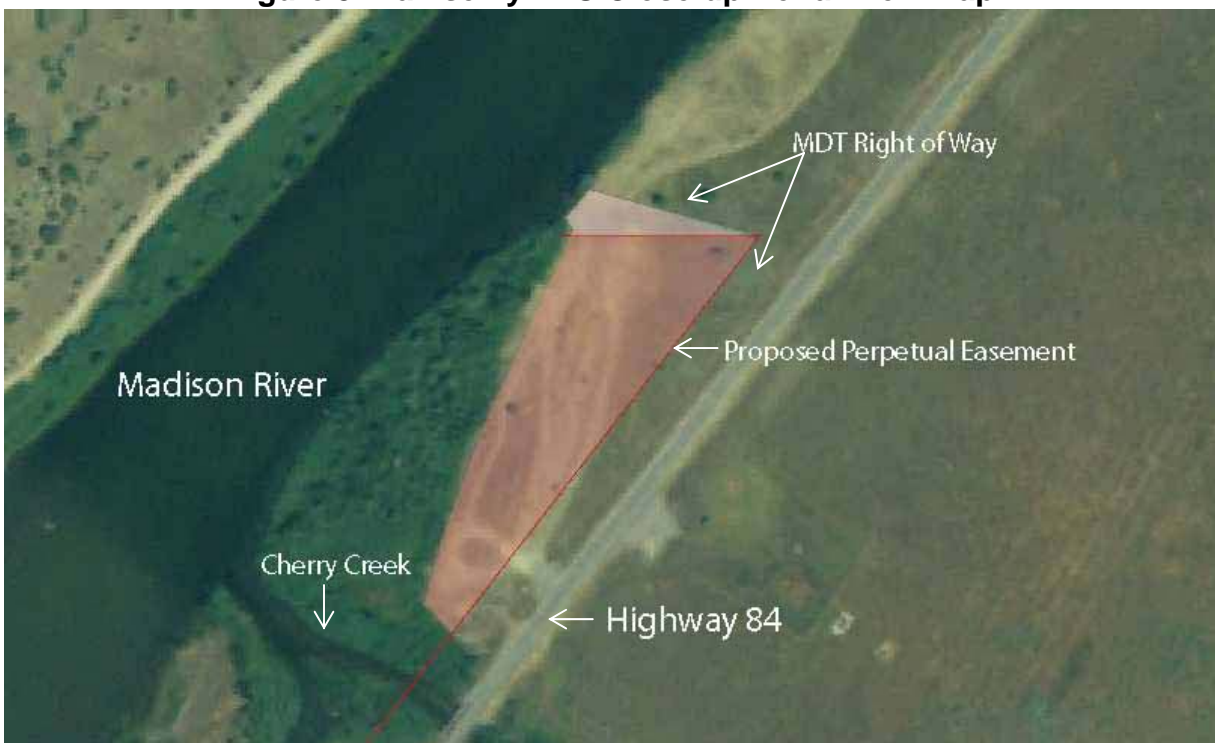 MDT Right of Way
Proposed Perpetual Easement
Madison River
Cherry Creek
Highway 84